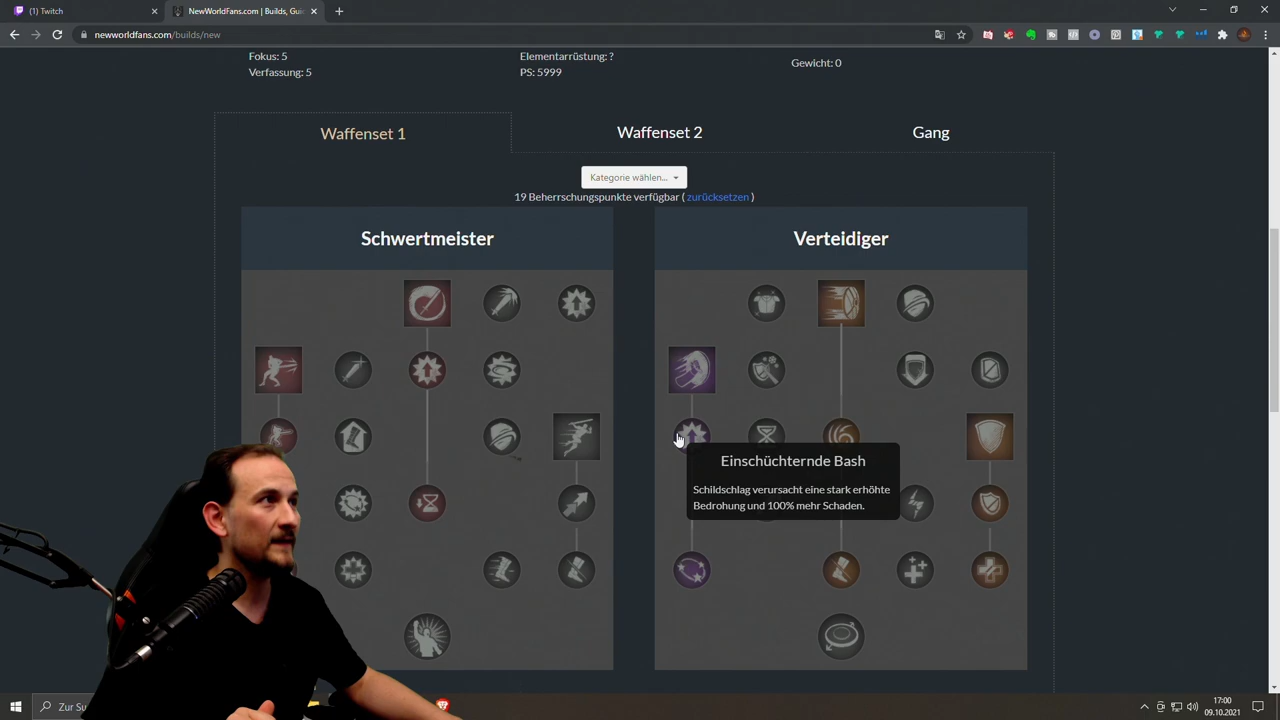 (1) Twitch
NewWorldFans.com | Builds, Gui
newworldfans.com/builds/new
Fokus: 5
Verfassung: 5
Elementarrüstung: ?
PS: 5999
Gewicht: 0
Waffenset 1
Waffenset 2
Gang
Kategorie wählen...
19 Beherrschungspunkte verfügbar ( zurücksetzen )
Schwertmeister
Verteidiger
Einschüchternde Bash
Schildschlag verursacht eine stark erhöhte
Bedrohung und 100% mehr Schaden.
Zur Su
17:00
09.10.2021